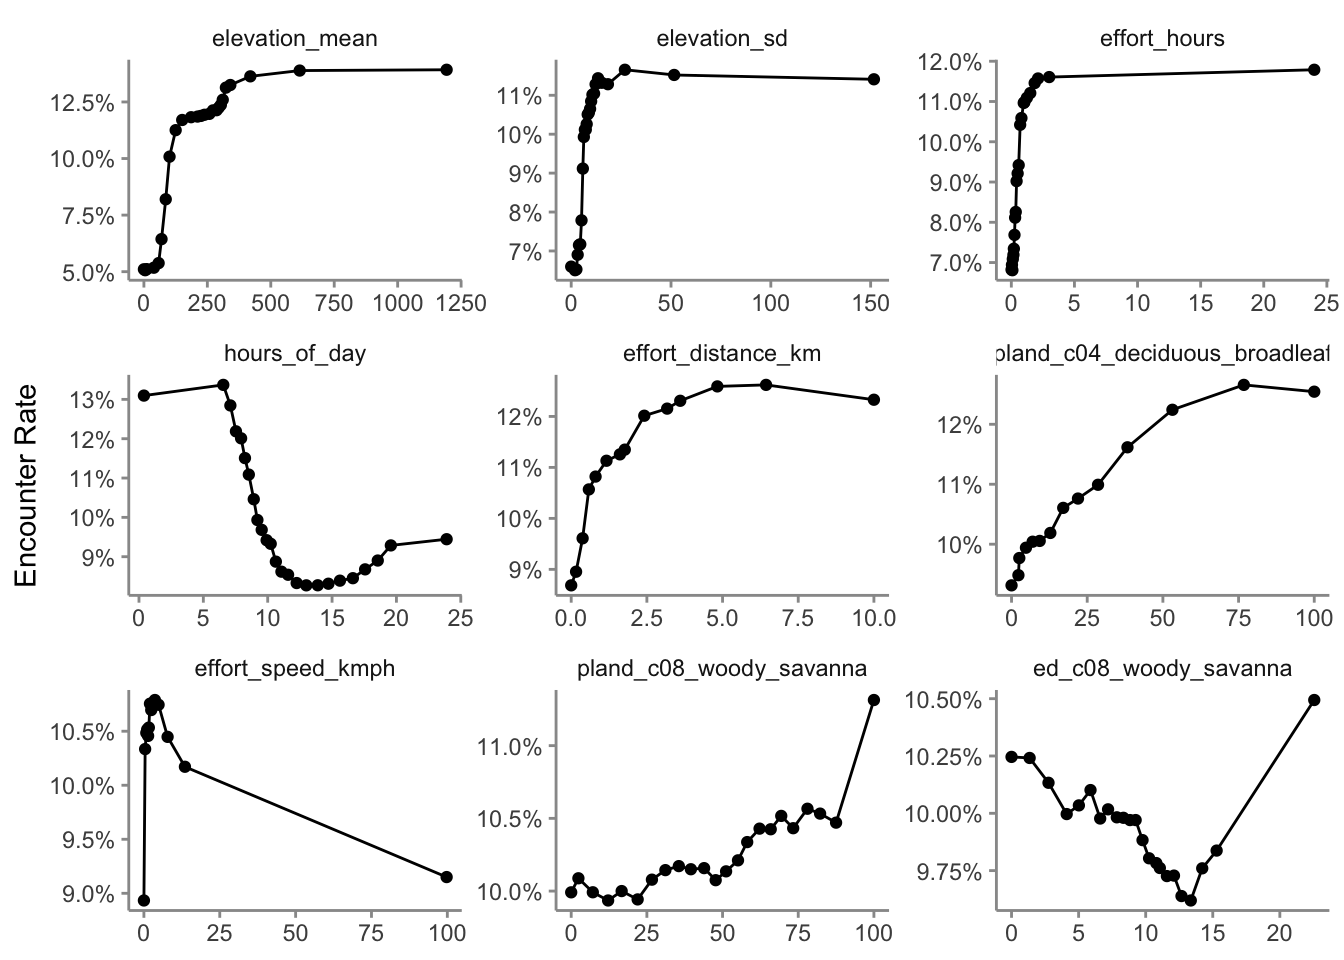 elevation_mean
elevation_sd
effort_hours
12.5%
10.0%
7.5%
5.0%
0 250 500 750 1000 1250
11%
10%
9%
8%
7%
0 50 100 150
12.0%
11.0%
10.0%
9.0%
8.0%
7.0%
0 5 10 15 20 25
hours_of_day
effort_distance_km
pland_c04_deciduous_broadleaf
13%
12%
11%
10%
9%
0 5 10 15 20 25
12%
11%
10%
9%
0.0 2.5 5.0 7.5 10.0
12%
11%
10%
0 25 50 75 100
Encounter Rate
effort_speed_kmph
pland_c08_woody_savanna
ed_c08_woody_savanna
10.5%
10.0%
9.5%
9.0%
0 25 50 75 100
11.0%
10.5%
10.0%
0 25 50 75 100
10.50%
10.25%
10.00%
9.75%
0 5 10 15 20